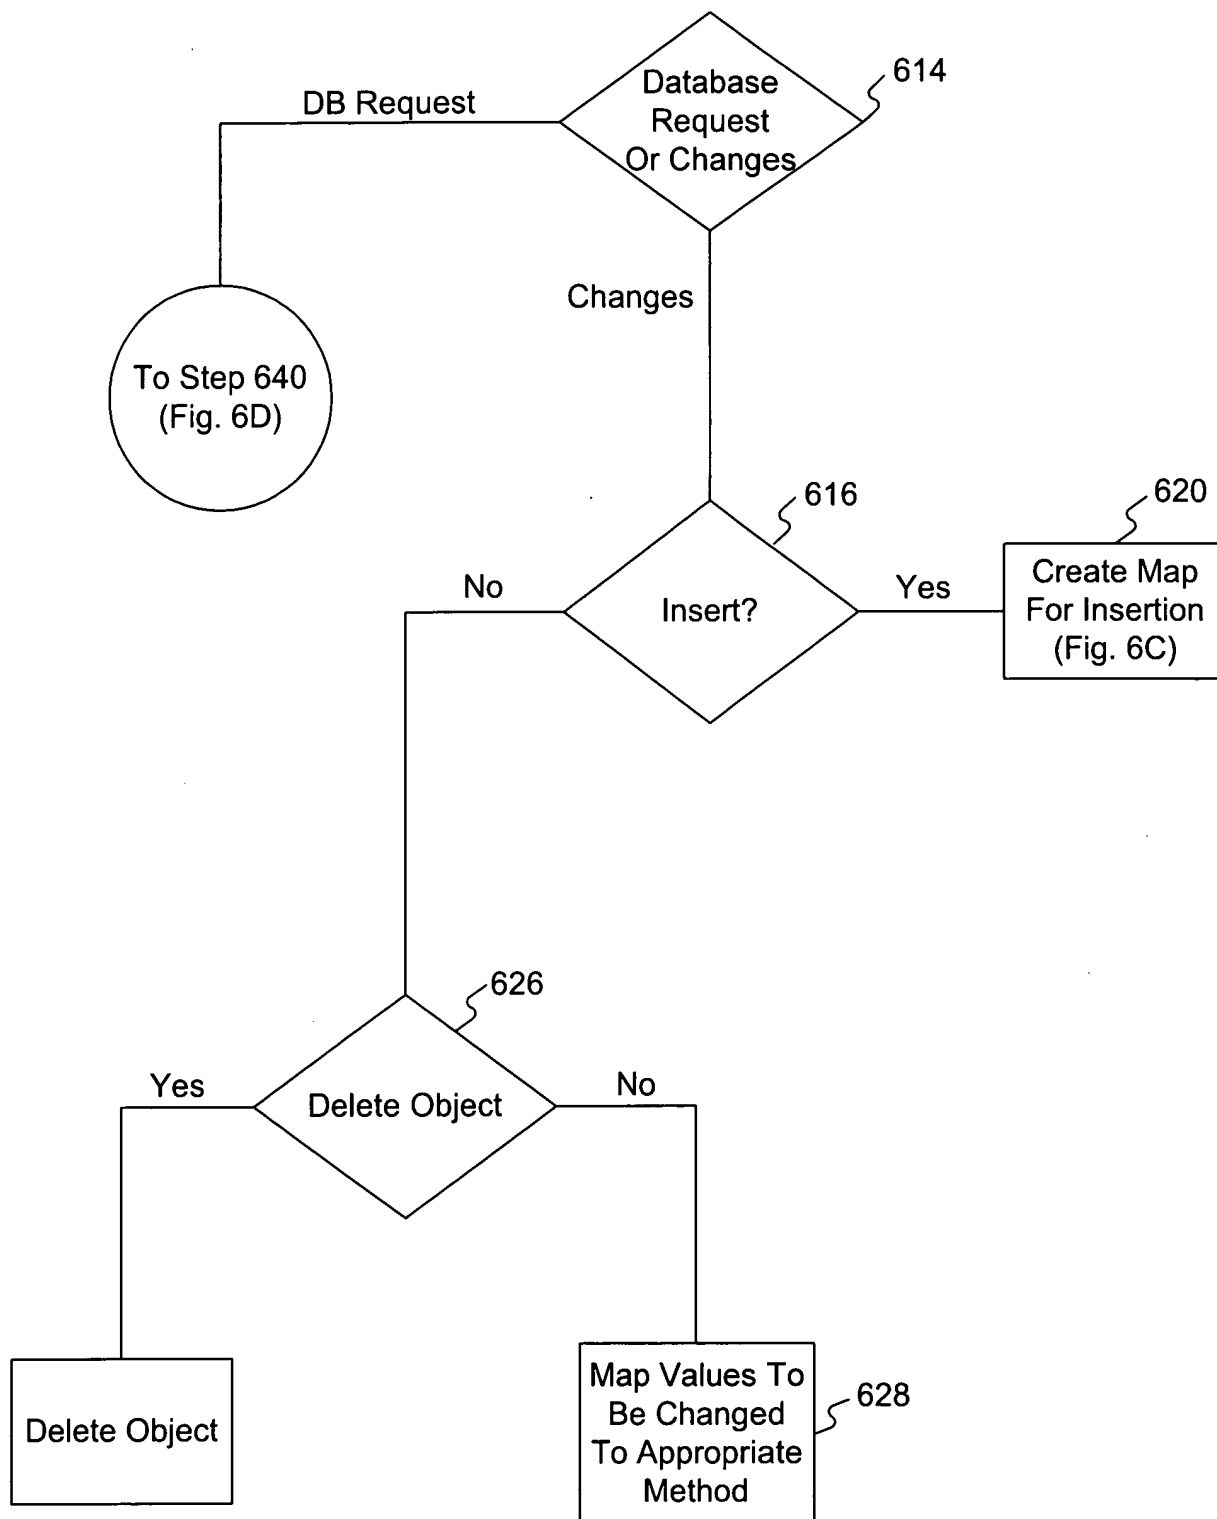 Database
Request
Or Changes
614
DB Request
Changes
To Step 640
(Fig. 6D)
616
Insert?
No
Yes
620
Create Map
For Insertion
(Fig. 6C)
626
Delete Object
Yes
No
Delete Object
Map Values To
Be Changed
To Appropriate
Method
628